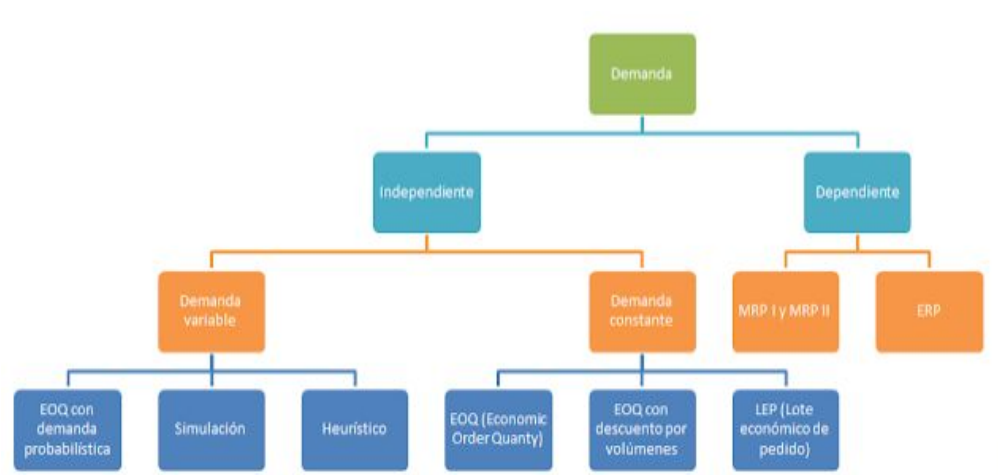 Demanda
Independiente
Dependiente
Demanda
variable
Demanda
constante
MRP I y MRP II
ERP
EOQ con
demanda
probabilística
Simulación
Heurístico
EOQ (Economic
Order Quanty)
EOQ con
descuento por
volúmenes
LEP (Lote
económico de
pedido)